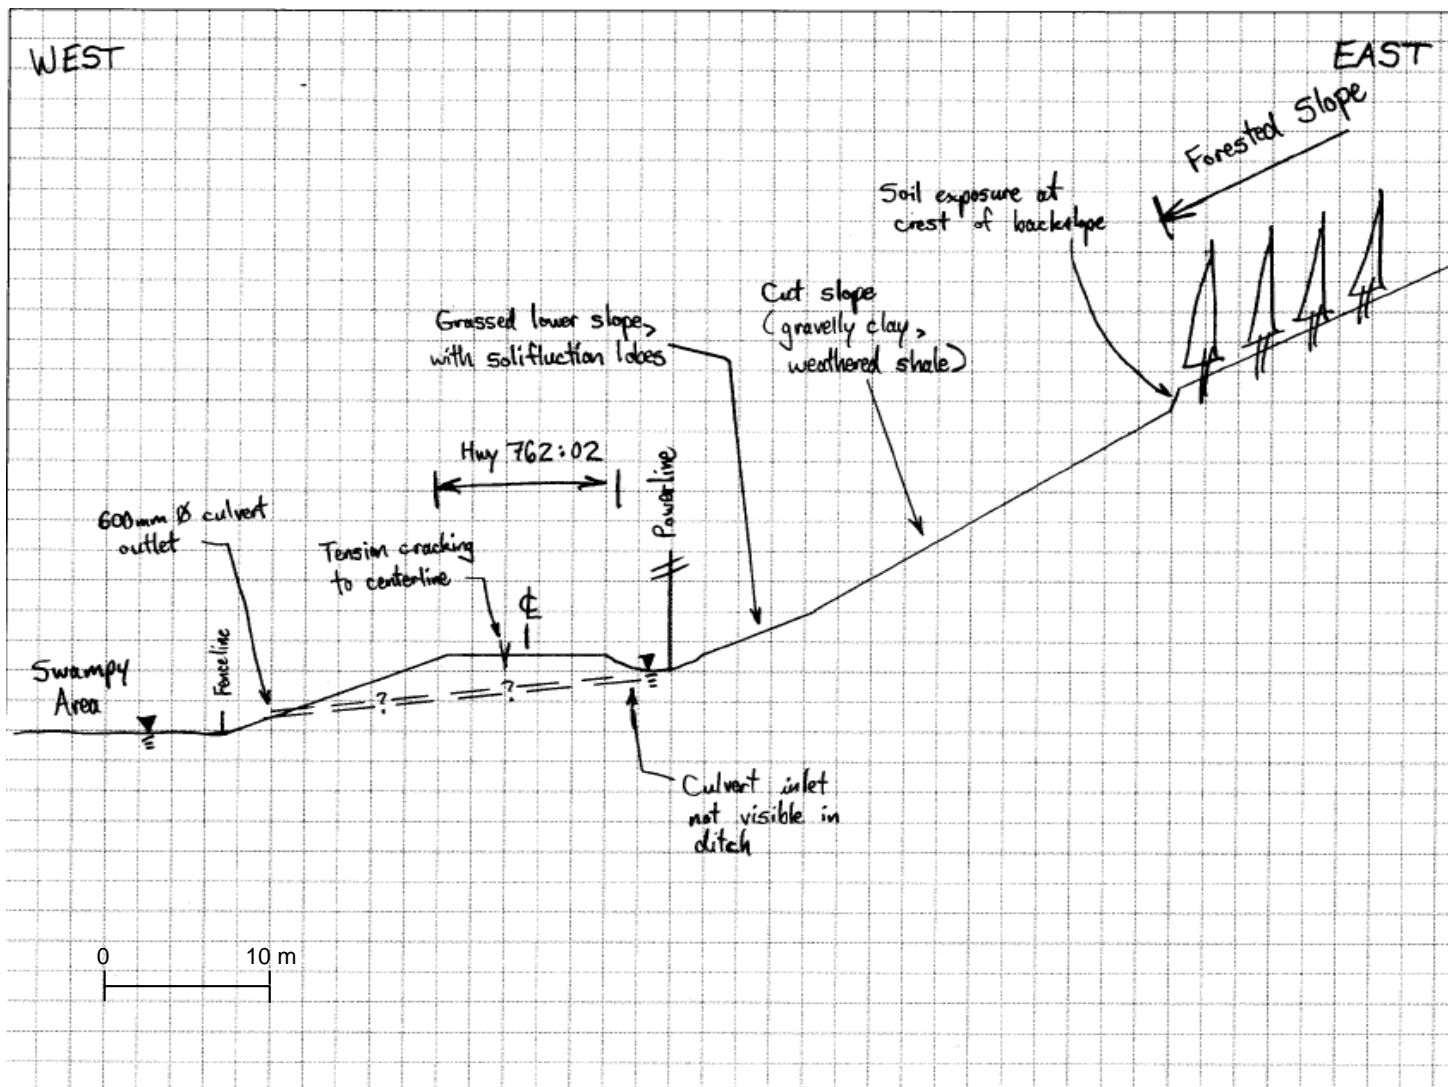 WEST
EAST
Forested Slope
Soil exposure at
crest of backslope
Cut slope
(gravelly clay,
weathered shale)
Grassed lower slope,
with solifluction lobes
Hwy 762:02
Powerline
600mm Ø culvert
outlet
Tension cracking
to centerline
℄
Fenceline
Swampy
Area
?
?
Culvert inlet
not visible in
ditch
0
10 m